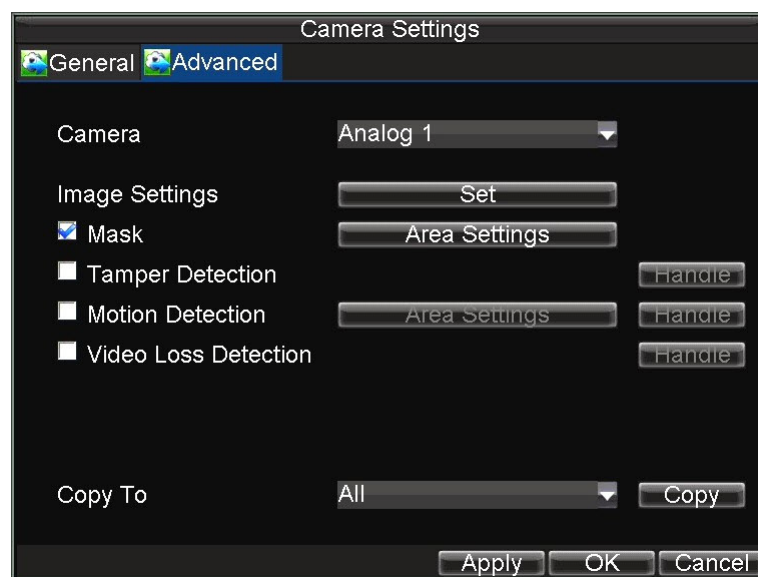 Camera Settings
General Advanced
Camera Analog 1
Image Settings Set
Mask Area Settings
Tamper Detection Handle
Motion Detection Area Settings Handle
Video Loss Detection Handle
Copy To All Copy
Apply OK Cancel